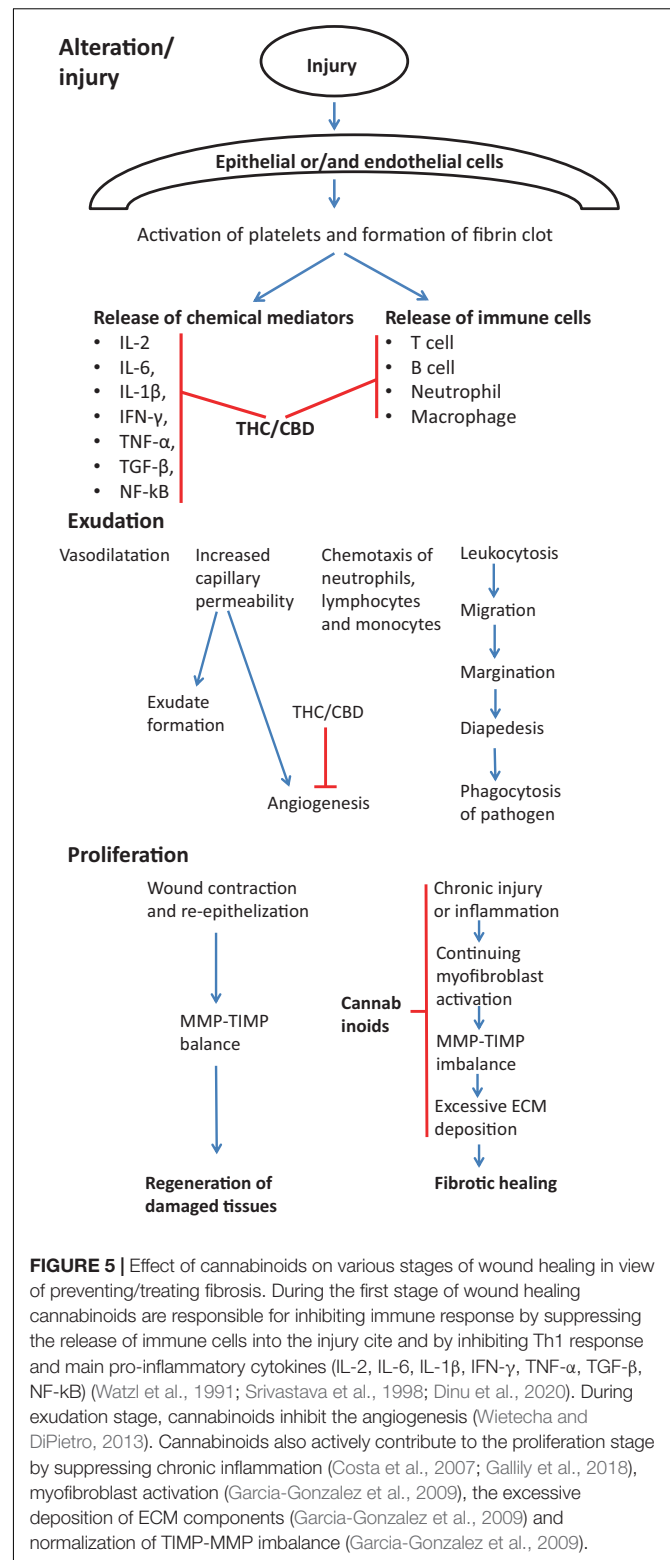 Alteration/
injury
Injury
Epithelial or/and endothelial cells
Activation of platelets and formation of fibrin clot
Release of chemical mediators
• IL-2
• IL-6,
• IL-1β,
• IFN-γ,
• TNF-α,
• TGF-β,
• NF-kB
THC/CBD
Release of immune cells
• T cell
• B cell
• Neutrophil
• Macrophage
Exudation
Vasodilatation
Increased
capillary
permeability
Chemotaxis of
neutrophils,
lymphocytes
and monocytes
Leukocytosis
Migration
Margination
Diapedesis
Phagocytosis
of pathogen
Exudate
formation
THC/CBD
Angiogenesis
Proliferation
Wound contraction
and re-epithelization
MMP-TIMP
balance
Regeneration of
damaged tissues
Cannab
inoids
Chronic injury
or inflammation
Continuing
myofibroblast
activation
MMP-TIMP
imbalance
Excessive ECM
deposition
Fibrotic healing
FIGURE 5 | Effect of cannabinoids on various stages of wound healing in view
of preventing/treating fibrosis. During the first stage of wound healing
cannabinoids are responsible for inhibiting immune response by suppressing
the release of immune cells into the injury cite and by inhibiting Th1 response
and main pro-inflammatory cytokines (IL-2, IL-6, IL-1β, IFN-γ, TNF-α, TGF-β,
NF-kB) (Watzl et al., 1991; Srivastava et al., 1998; Dinu et al., 2020). During
exudation stage, cannabinoids inhibit the angiogenesis (Wietecha and
DiPietro, 2013). Cannabinoids also actively contribute to the proliferation stage
by suppressing chronic inflammation (Costa et al., 2007; Gallily et al., 2018),
myofibroblast activation (Garcia-Gonzalez et al., 2009), the excessive
deposition of ECM components (Garcia-Gonzalez et al., 2009) and
normalization of TIMP-MMP imbalance (Garcia-Gonzalez et al., 2009).